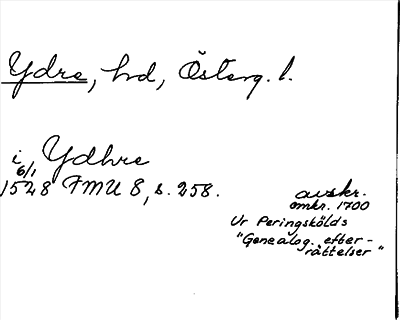 Ydre, hd, Österg. l.
i Ydhre
6/1
1528 FMU 8, s. 258.
avskr.
omkr. 1700
Ur Peringskölds
"Genealog. efter-
rättelser"